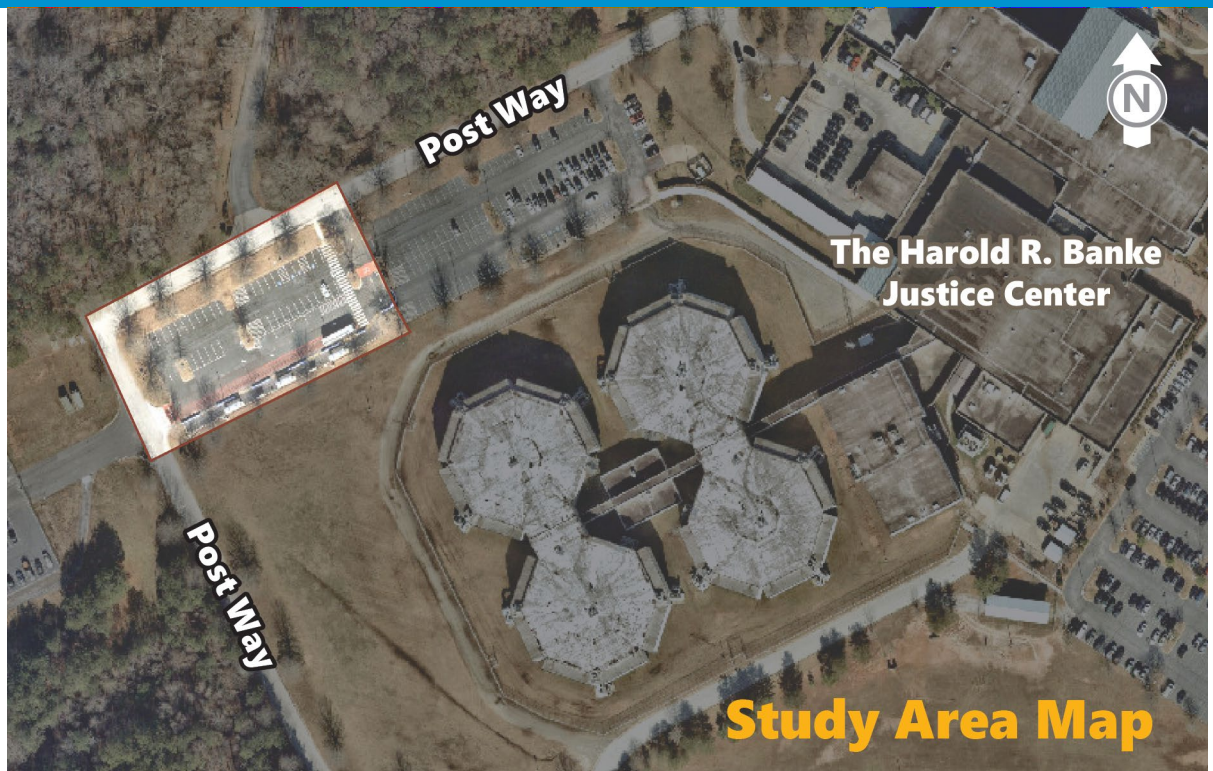 Post Way
N
The Harold R. Banke
Justice Center
Post Way
Study Area Map